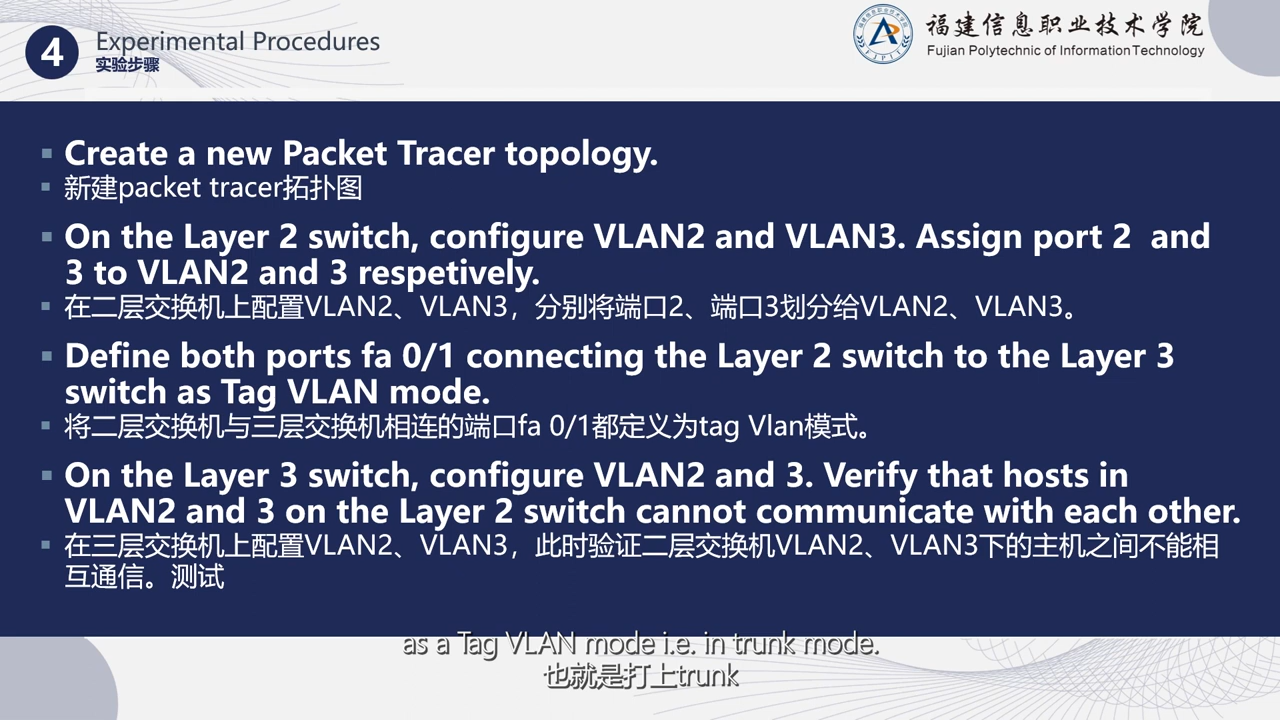 4
Experimental Procedures
实验步骤
福建信息职业技术学院
Fujian Polytechnic of Information Technology
FJPIT
Create a new Packet Tracer topology.
新建packet tracer拓扑图
On the Layer 2 switch, configure VLAN2 and VLAN3. Assign port 2 and
3 to VLAN2 and 3 respetively.
在二层交换机上配置VLAN2、VLAN3，分别将端口2、端口3划分给VLAN2、VLAN3。
Define both ports fa 0/1 connecting the Layer 2 switch to the Layer 3
switch as Tag VLAN mode.
将二层交换机与三层交换机相连的端口fa 0/1都定义为tag Vlan模式。
On the Layer 3 switch, configure VLAN2 and 3. Verify that hosts in
VLAN2 and 3 on the Layer 2 switch cannot communicate with each other.
在三层交换机上配置VLAN2、VLAN3，此时验证二层交换机VLAN2、VLAN3下的主机之间不能相
互通信。测试
as a Tag VLAN mode i.e. in trunk mode.
也就是打上trunk